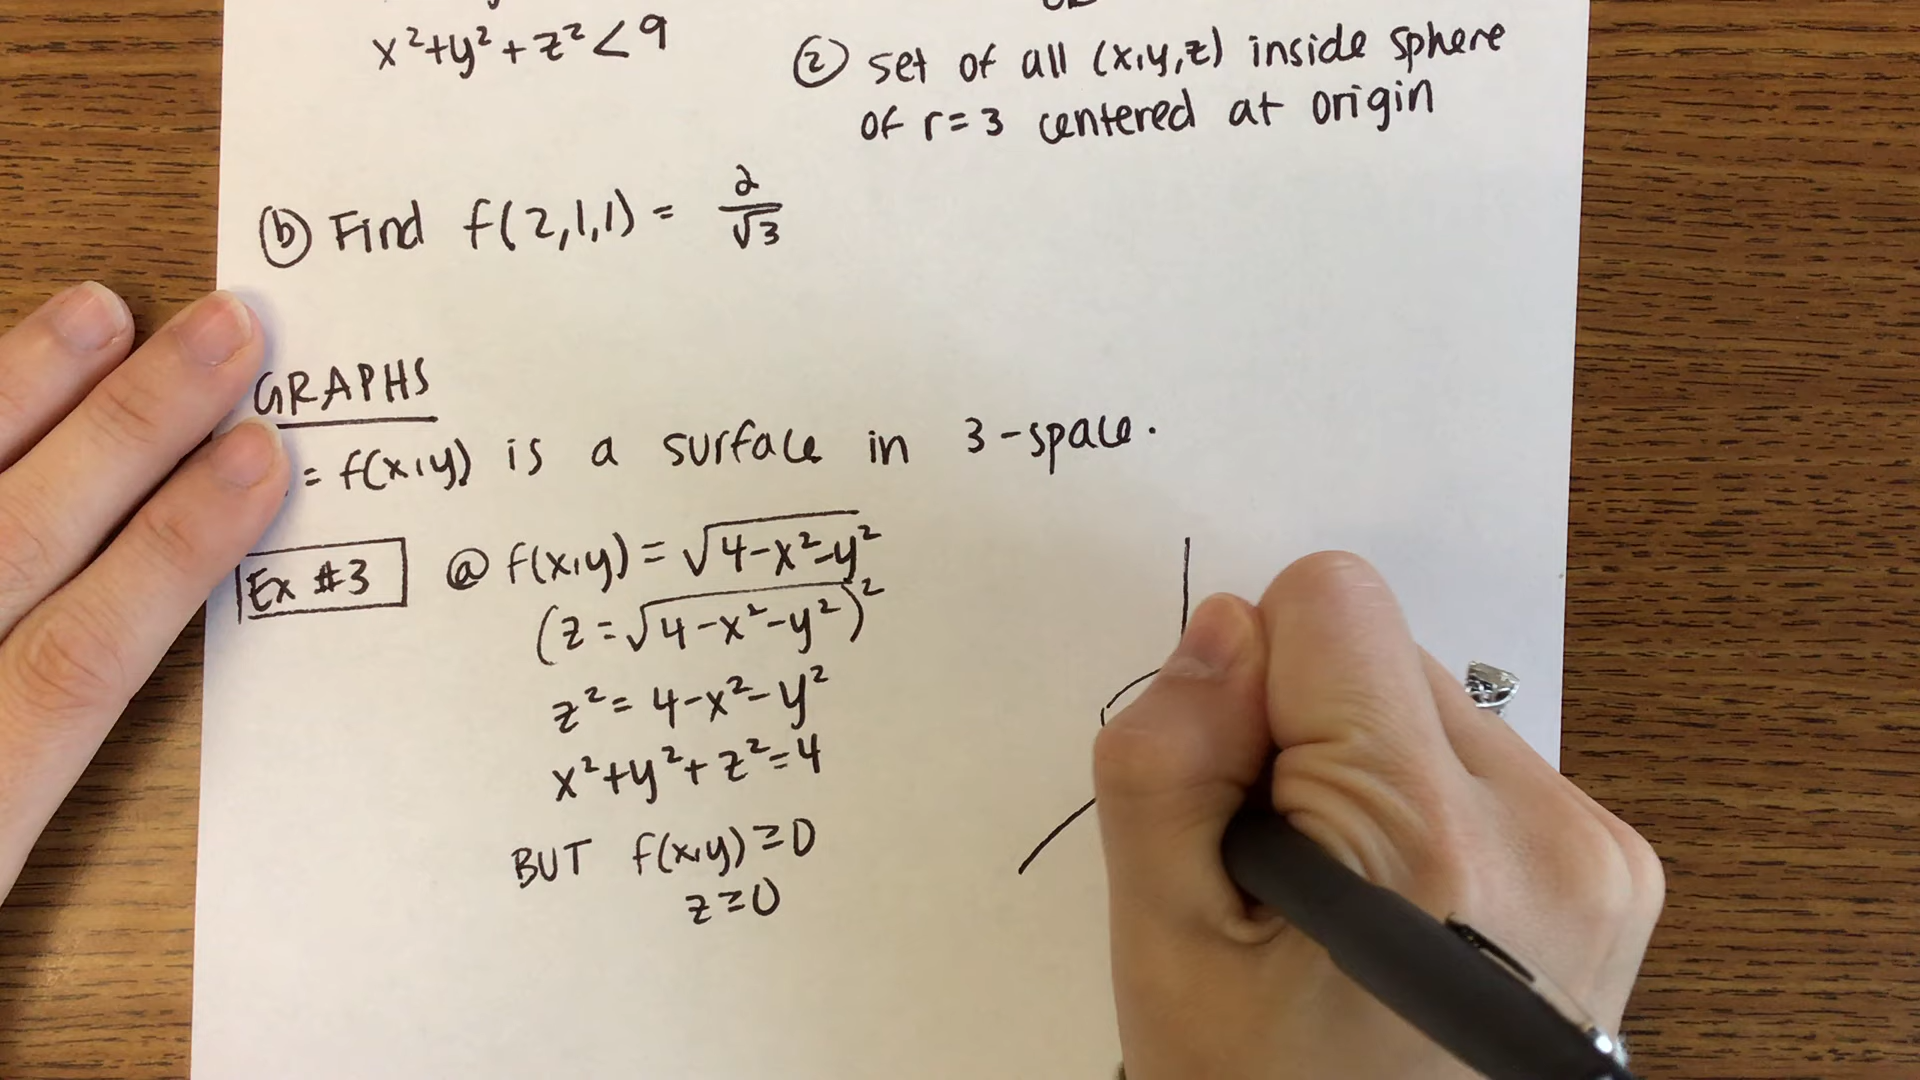 x²+y²+z²<9
② set of all (x,y,z) inside sphere
of r=3 centered at origin
ⓑ Find f(2,1,1) = 2/√3
GRAPHS
= f(x,y) is a surface in 3-space.
Ex #3
ⓐ f(x,y) = √4-x²-y²
(z = √4-x²-y²)²
z² = 4-x²-y²
x²+y²+z²=4
BUT f(x,y) ≥ 0
z ≥ 0